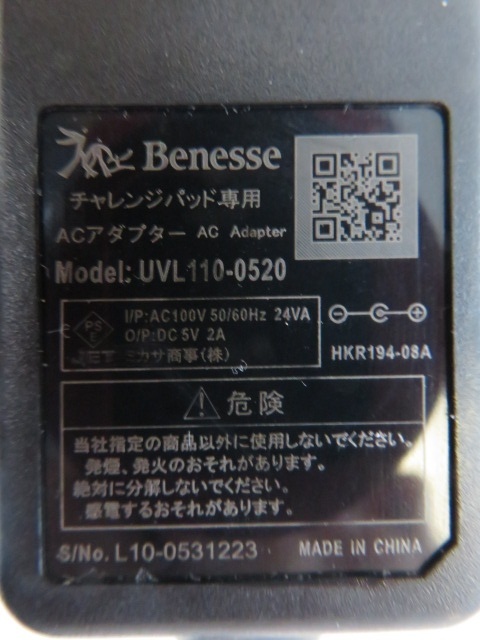 Benesse
チャレンジパッド専用
ACアダプター AC Adapter
Model: UVL110-0520
PS
E
JET
I/P:AC100V 50/60Hz 24VA
O/P:DC 5V 2A
ミカサ商事(株)
HKR194-08A
危険
当社指定の商品以外に使用しないでください。
発煙、発火のおそれがあります。
絶対に分解しないでください。
感電するおそれがあります。
S/No. L10-0531223 MADE IN CHINA